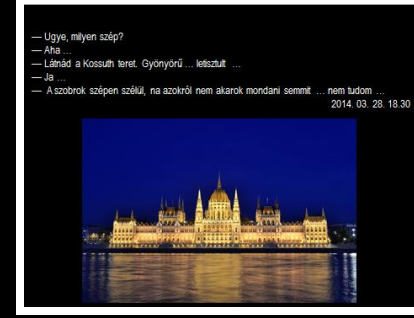 — Ugye, milyen szép?
— Aha …
— Látnád a Kossuth teret. Gyönyörű … letisztult …
— Ja …
— A szobrok szépen szélül, na azokról nem akarok mondani semmit … nem tudom …
2014. 03. 28. 18.30